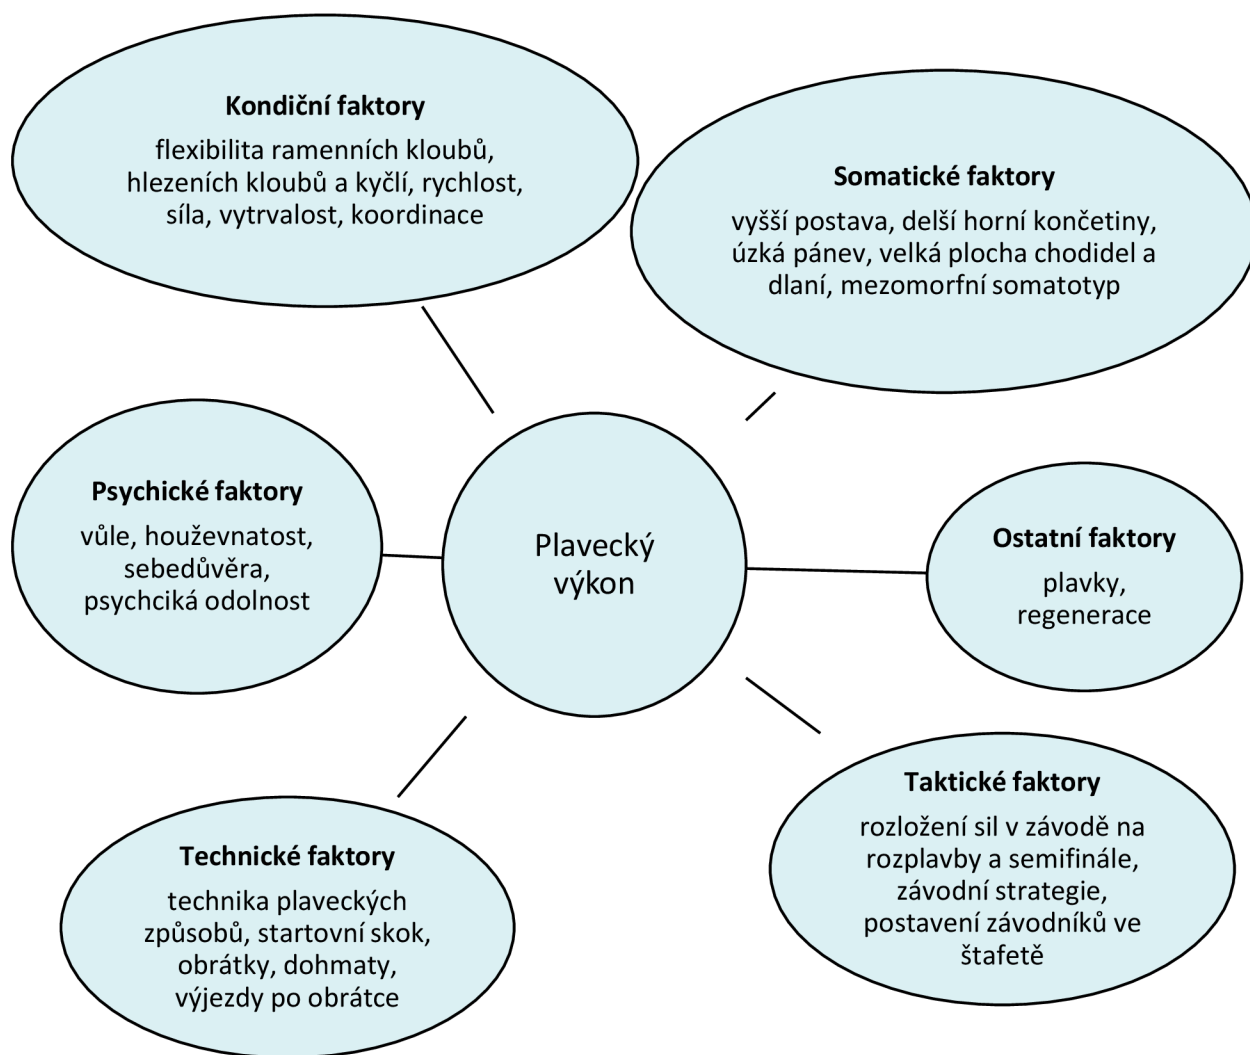 Kondiční faktory
flexibilita ramenních kloubů,
hlezeních kloubů a kyčlí, rychlost,
síla, vytrvalost, koordinace
Somatické faktory
vyšší postava, delší horní končetiny,
úzká pánev, velká plocha chodidel a
dlaní, mezomorfní somatotyp
Psychické faktory
vůle, houževnatost,
sebedůvěra,
psychciká odolnost
Plavecký
výkon
Ostatní faktory
plavky,
regenerace
Technické faktory
technika plaveckých
způsobů, startovní skok,
obrátky, dohmaty,
výjezdy po obrátce
Taktické faktory
rozložení sil v závodě na
rozplavby a semifinále,
závodní strategie,
postavení závodníků ve
štafetě